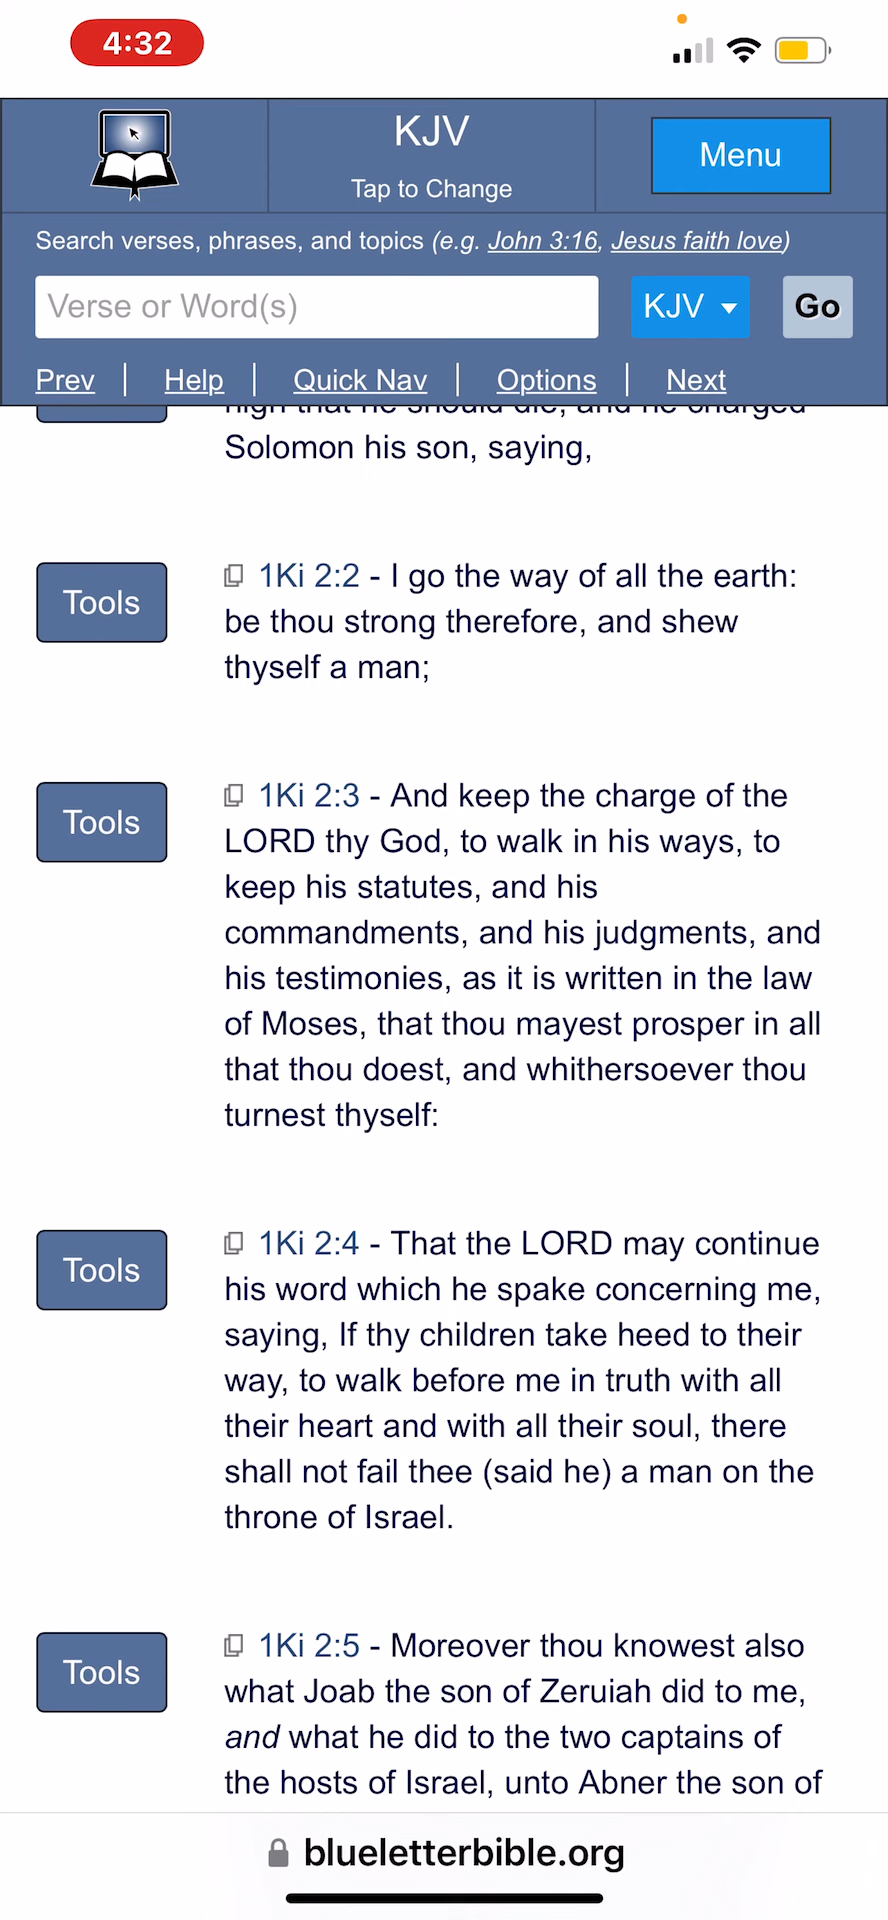 4:32
KJV
Tap to Change
Menu
Search verses, phrases, and topics (e.g. John 3:16, Jesus faith love)
Verse or Word(s)
KJV
Go
Prev | Help | Quick Nav | Options | Next
high that he should die; and he charged
Solomon his son, saying,
Tools
1Ki 2:2 - I go the way of all the earth:
be thou strong therefore, and shew
thyself a man;
Tools
1Ki 2:3 - And keep the charge of the
LORD thy God, to walk in his ways, to
keep his statutes, and his
commandments, and his judgments, and
his testimonies, as it is written in the law
of Moses, that thou mayest prosper in all
that thou doest, and whithersoever thou
turnest thyself:
Tools
1Ki 2:4 - That the LORD may continue
his word which he spake concerning me,
saying, If thy children take heed to their
way, to walk before me in truth with all
their heart and with all their soul, there
shall not fail thee (said he) a man on the
throne of Israel.
Tools
1Ki 2:5 - Moreover thou knowest also
what Joab the son of Zeruiah did to me,
and what he did to the two captains of
the hosts of Israel, unto Abner the son of
blueletterbible.org